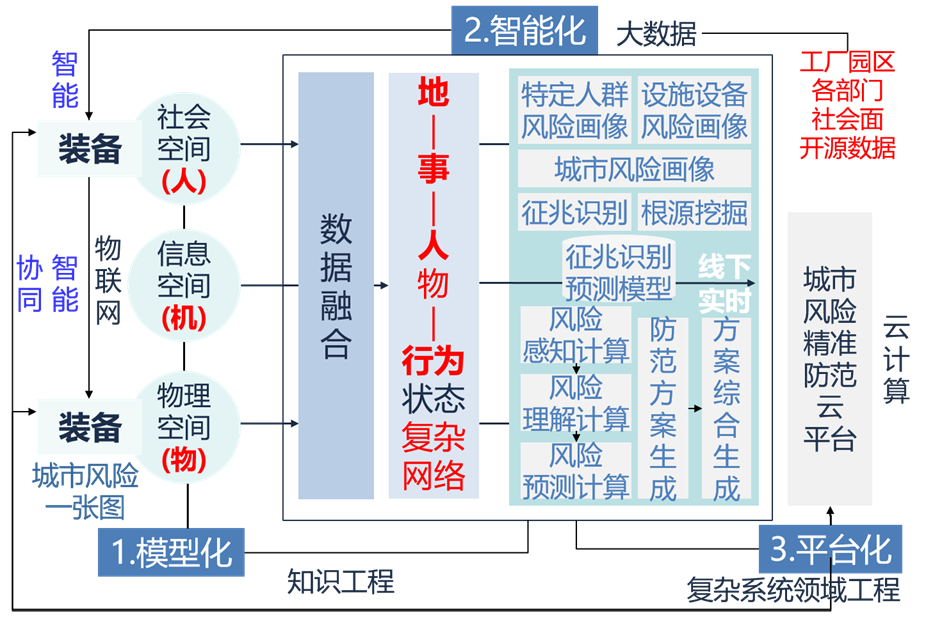 2.智能化
大数据
工厂园区
各部门
社会面
开源数据
智
能
装备
社会
空间
(人)
信息
空间
(机)
物理
空间
(物)
协
同
智
能
物
联
网
装备
城市风险
一张图
数
据
融
合
地
事
人
物
行为
状态
复杂
网络
特定人群
风险画像
设施设备
风险画像
城市风险画像
征兆识别
根源挖掘
征兆识别
预测模型
线下
实时
风险
感知计算
风险
理解计算
风险
预测计算
防
范
方
案
生
成
方
案
综
合
生
成
城市
风险
精准
防范
云
平台
云
计
算
1.模型化
知识工程
3.平台化
复杂系统领域工程